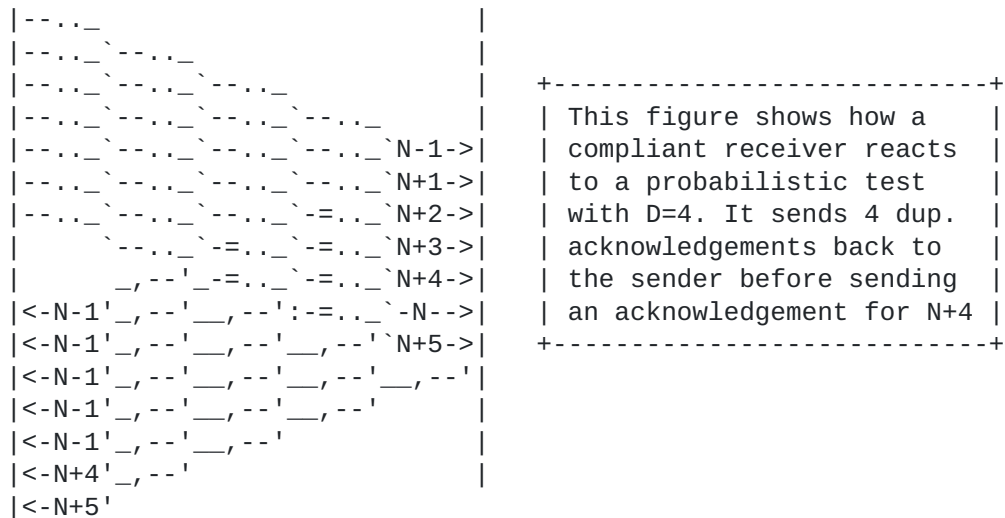 |--.._                         |
|--.._`--.._                   |
|--.._`--.._`--.._             |   +----------------------------+
|--.._`--.._`--.._`--.._       |   | This figure shows how a    |
|--.._`--.._`--.._`--.._`N-1->|   | compliant receiver reacts  |
|--.._`--.._`--.._`--.._`N+1->|   | to a probabilistic test    |
|--.._`--.._`--.._`-=.._`N+2->|   | with D=4. It sends 4 dup.  |
|     `--.._`-=.._`-=.._`N+3->|   | acknowledgements back to   |
|      _,--'_-=.._`-=.._`N+4->|   | the sender before sending  |
|<-N-1'_,--'__,--':-=.._`-N-->|   | an acknowledgement for N+4 |
|<-N-1'_,--'__,--'__,--'`N+5->|   +----------------------------+
|<-N-1'_,--'__,--'__,--'__,--'|
|<-N-1'_,--'__,--'__,--'      |
|<-N-1'_,--'__,--'            |
|<-N+4'_,--'                  |
|<-N+5'